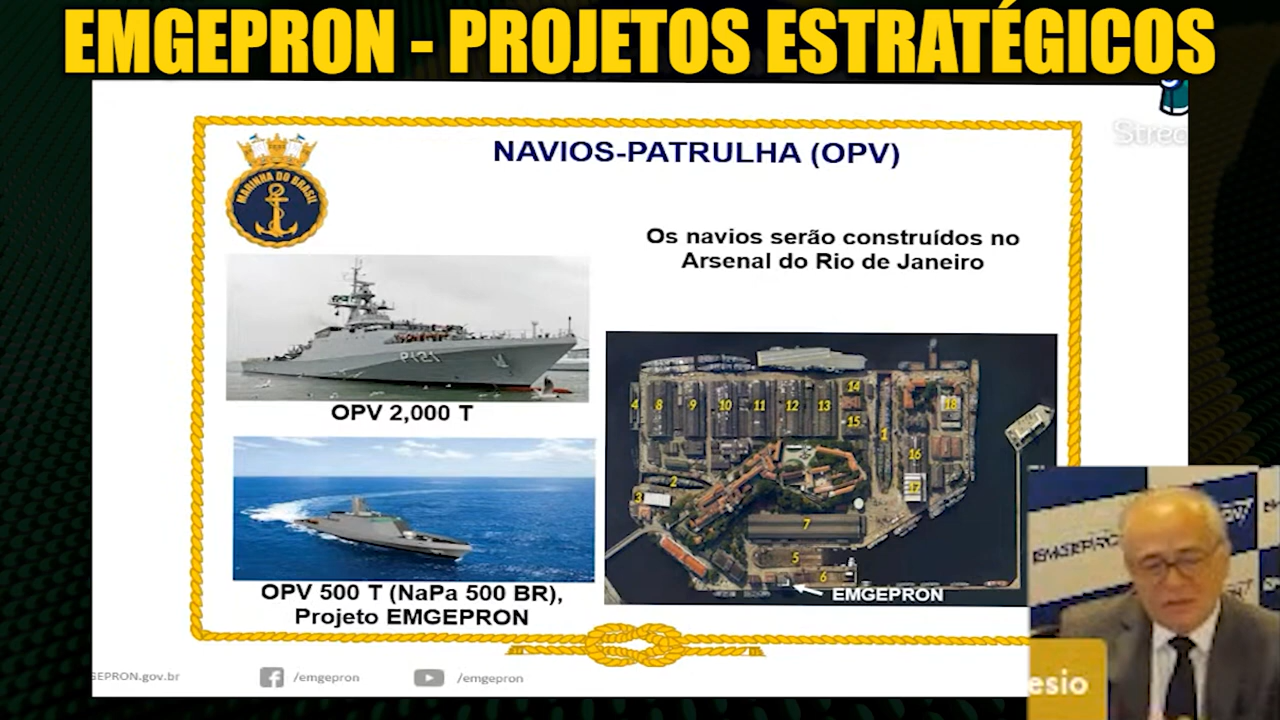 EMGEPRON - PROJETOS ESTRATÉGICOS
NAVIOS-PATRULHA (OPV)
MARINHA DO BRASIL
Os navios serão construídos no
Arsenal do Rio de Janeiro
P121
OPV 2,000 T
OPV 500 T (NaPa 500 BR),
Projeto EMGEPRON
4
8
9
10
11
12
13
14
15
1
18
16
17
2
3
7
5
6
EMGEPRON
EMGEPRON
esio
GEPRON.gov.br
/emgepron
/emgepron